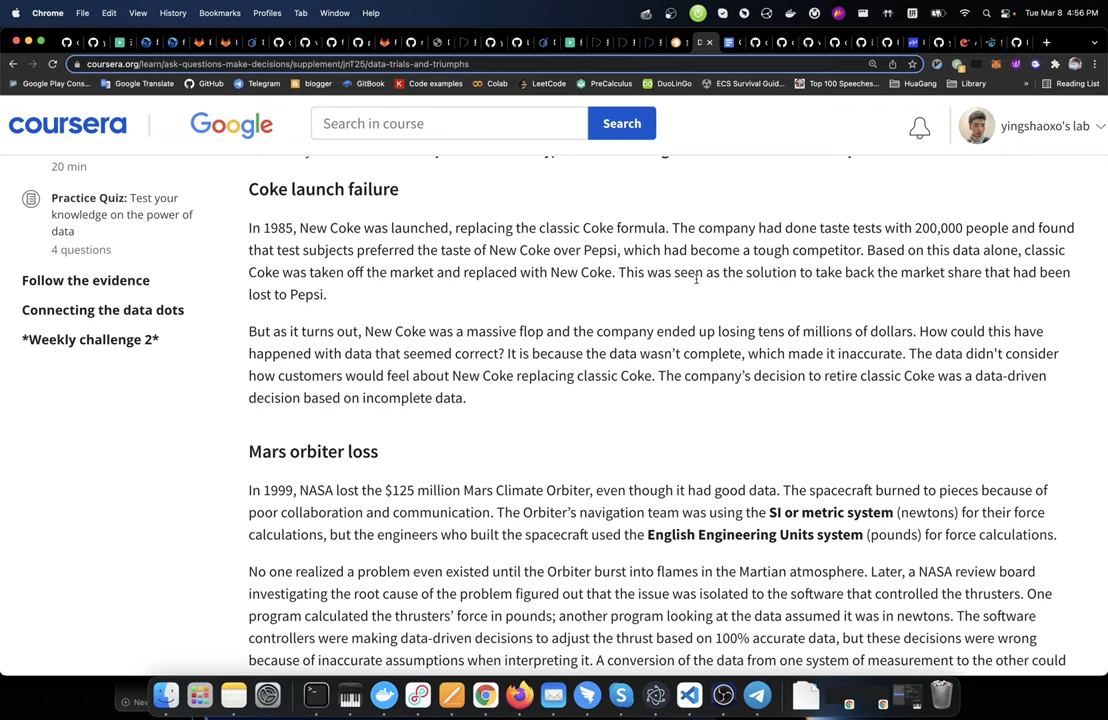 Chrome File Edit View History Bookmarks Profiles Tab Window Help Tue Mar 8 4:56 PM
coursera.org/learn/ask-questions-make-decisions/supplement/jnT25/data-trials-and-triumphs
Google Play Cons... Google Translate GitHub Telegram blogger GitBook Code examples Colab LeetCode PreCalculus DuoLingo ECS Survival Guid... Top 100 Speeches... HuaGang Library » Reading List
coursera Google Search in course Search yingshaoxo's lab
20 min
Practice Quiz: Test your
knowledge on the power of
data
4 questions
Follow the evidence
Connecting the data dots
*Weekly challenge 2*
Coke launch failure
In 1985, New Coke was launched, replacing the classic Coke formula. The company had done taste tests with 200,000 people and found
that test subjects preferred the taste of New Coke over Pepsi, which had become a tough competitor. Based on this data alone, classic
Coke was taken off the market and replaced with New Coke. This was seen as the solution to take back the market share that had been
lost to Pepsi.
But as it turns out, New Coke was a massive flop and the company ended up losing tens of millions of dollars. How could this have
happened with data that seemed correct? It is because the data wasn't complete, which made it inaccurate. The data didn't consider
how customers would feel about New Coke replacing classic Coke. The company's decision to retire classic Coke was a data-driven
decision based on incomplete data.
Mars orbiter loss
In 1999, NASA lost the $125 million Mars Climate Orbiter, even though it had good data. The spacecraft burned to pieces because of
poor collaboration and communication. The Orbiter's navigation team was using the SI or metric system (newtons) for their force
calculations, but the engineers who built the spacecraft used the English Engineering Units system (pounds) for force calculations.
No one realized a problem even existed until the Orbiter burst into flames in the Martian atmosphere. Later, a NASA review board
investigating the root cause of the problem figured out that the issue was isolated to the software that controlled the thrusters. One
program calculated the thrusters' force in pounds; another program looking at the data assumed it was in newtons. The software
controllers were making data-driven decisions to adjust the thrust based on 100% accurate data, but these decisions were wrong
because of inaccurate assumptions when interpreting it. A conversion of the data from one system of measurement to the other could